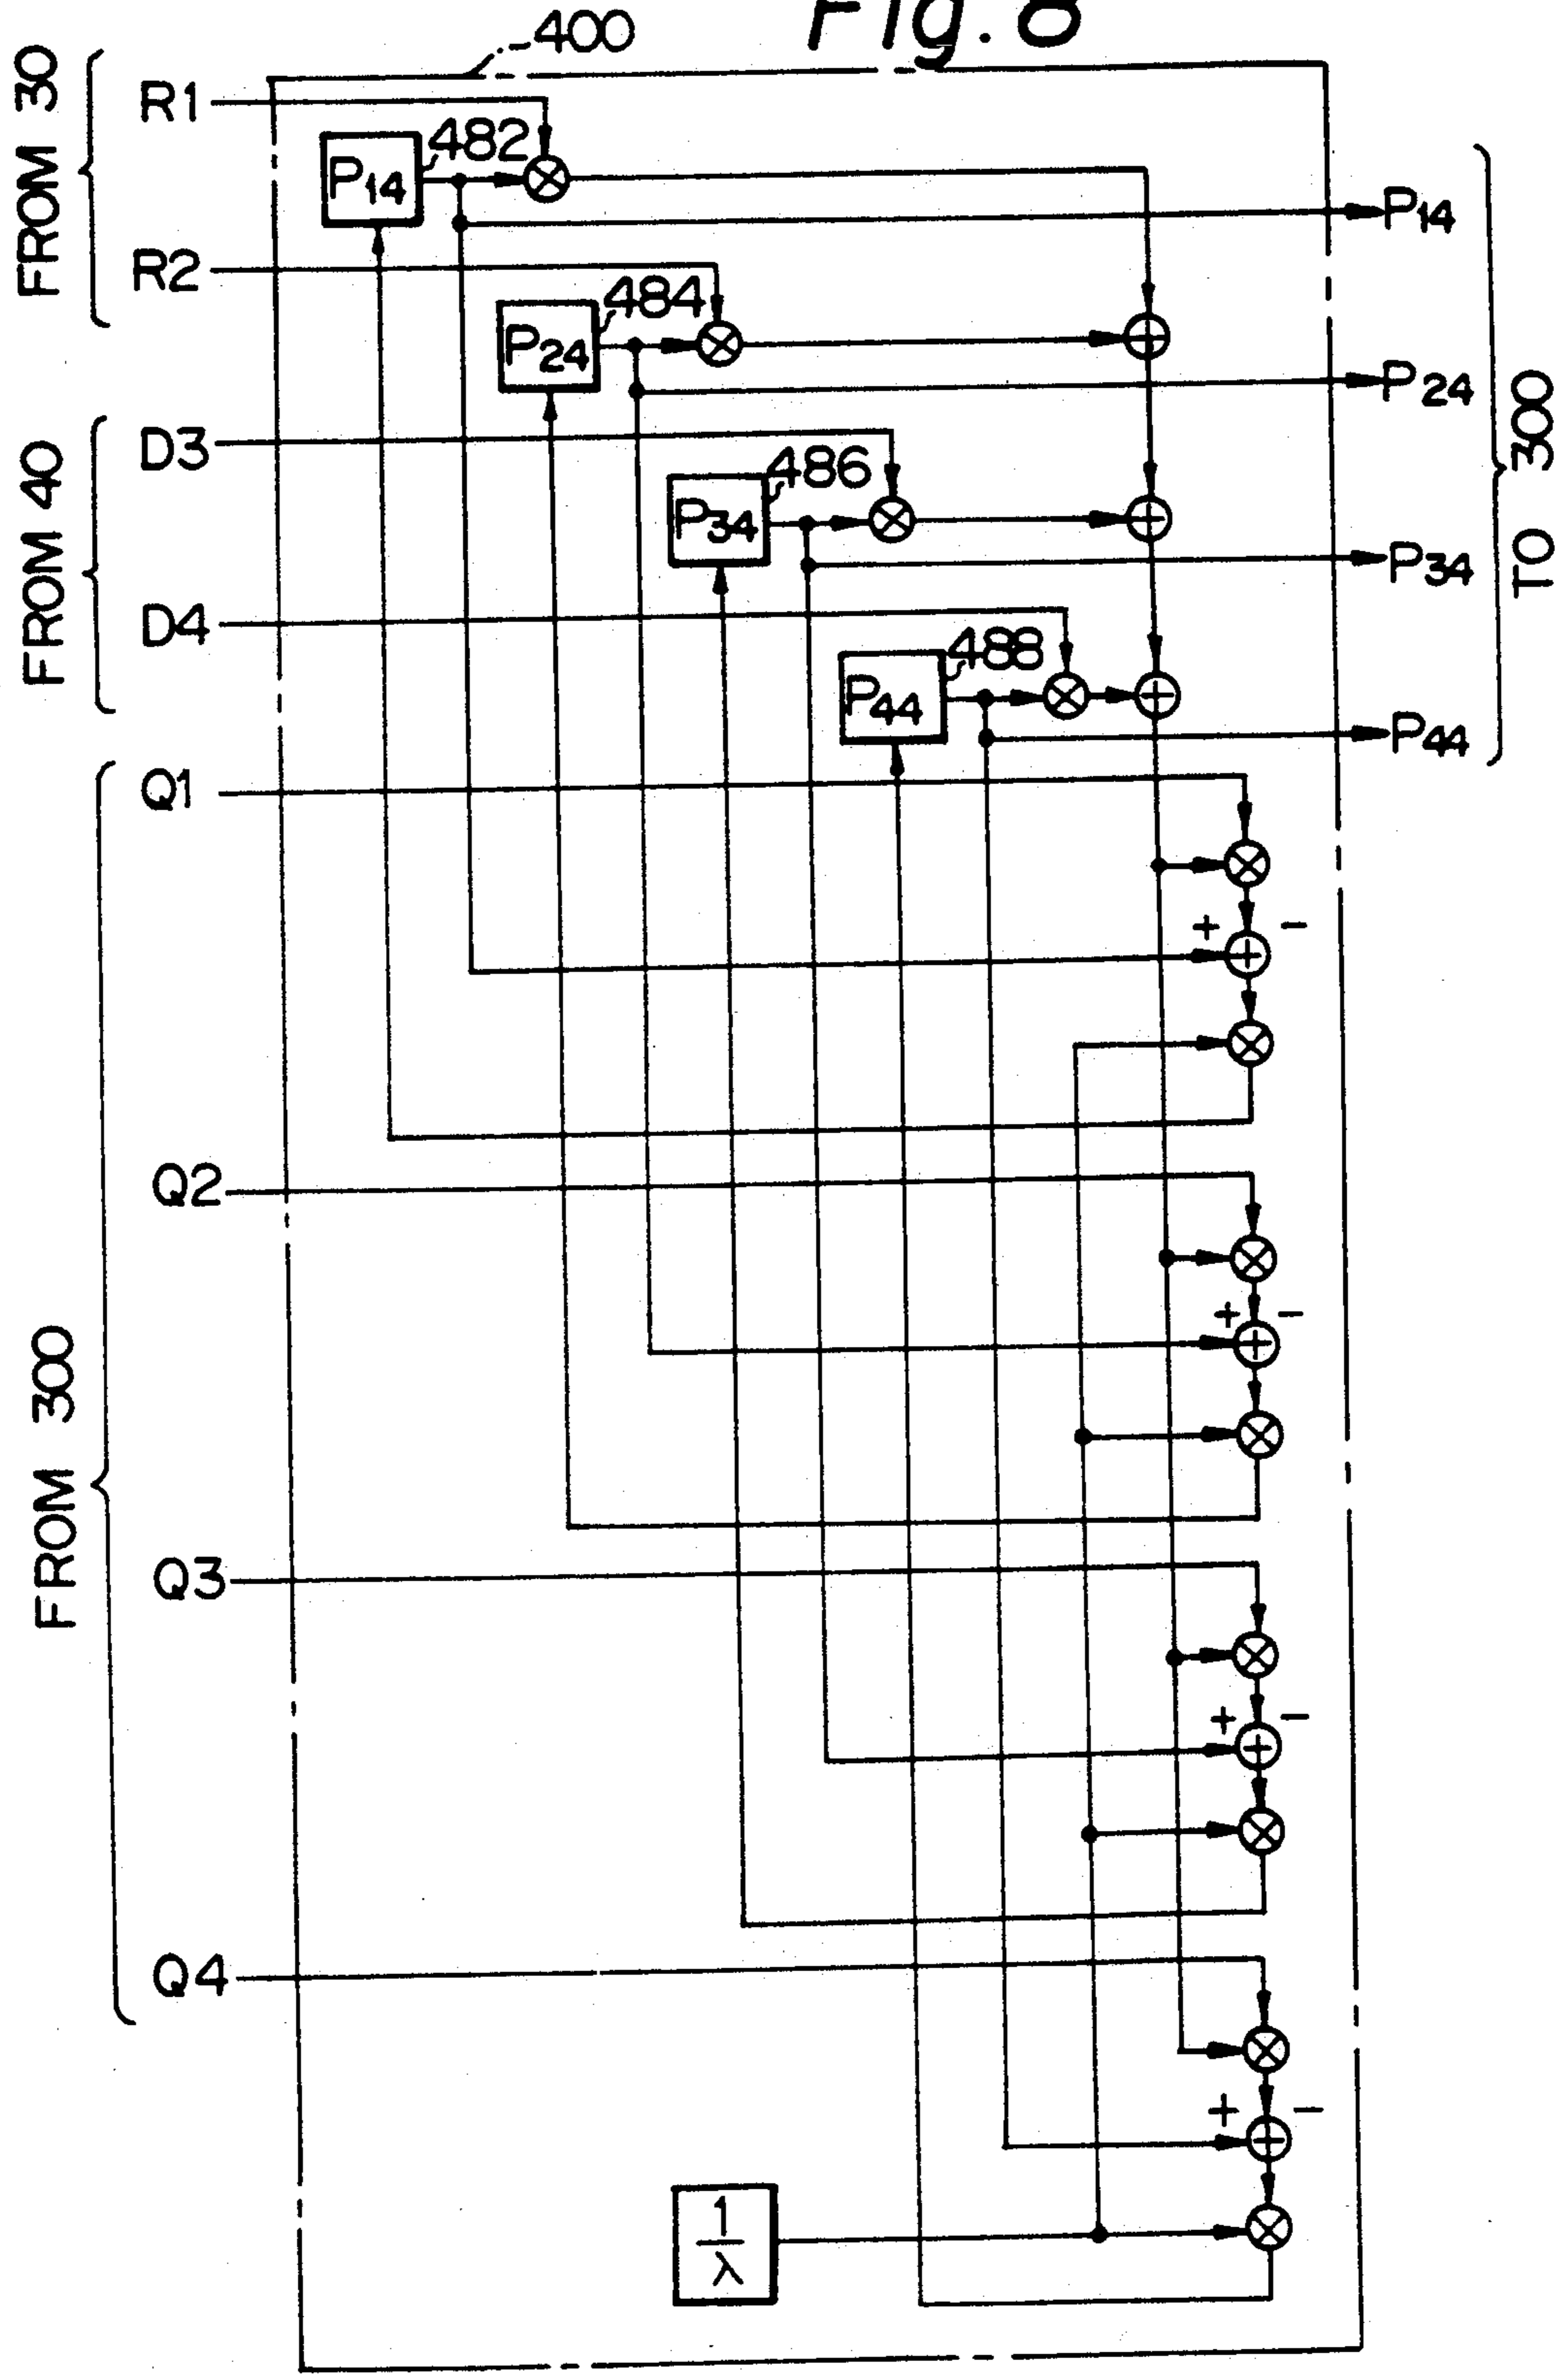 Fig. 8
400
FROM 30
R1
482
P14
P14
R2
484
P24
P24
FROM 40
D3
486
P34
P34
TO 300
D4
488
P44
P44
FROM 300
Q1
+ −
Q2
+ −
Q3
+ −
Q4
+ −
1
λ